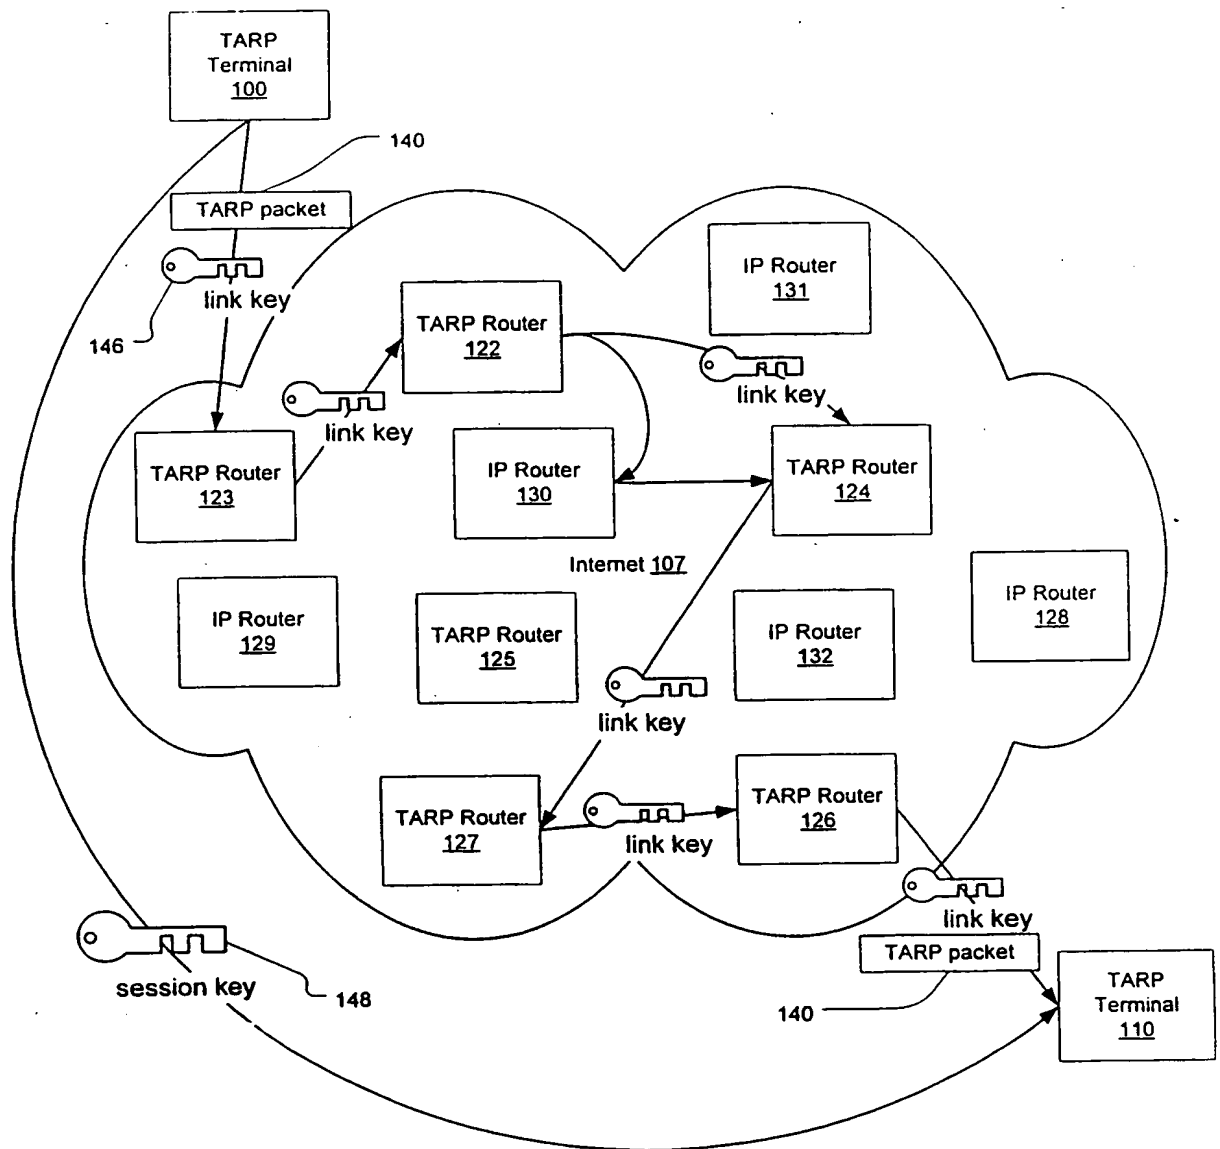 TARP
Terminal
100
140
TARP packet
146
link key
IP Router
131
TARP Router
122
link key
link key
TARP Router
123
IP Router
130
TARP Router
124
Internet 107
IP Router
129
TARP Router
125
IP Router
132
IP Router
128
link key
TARP Router
127
link key
TARP Router
126
link key
session key
148
TARP packet
140
TARP
Terminal
110